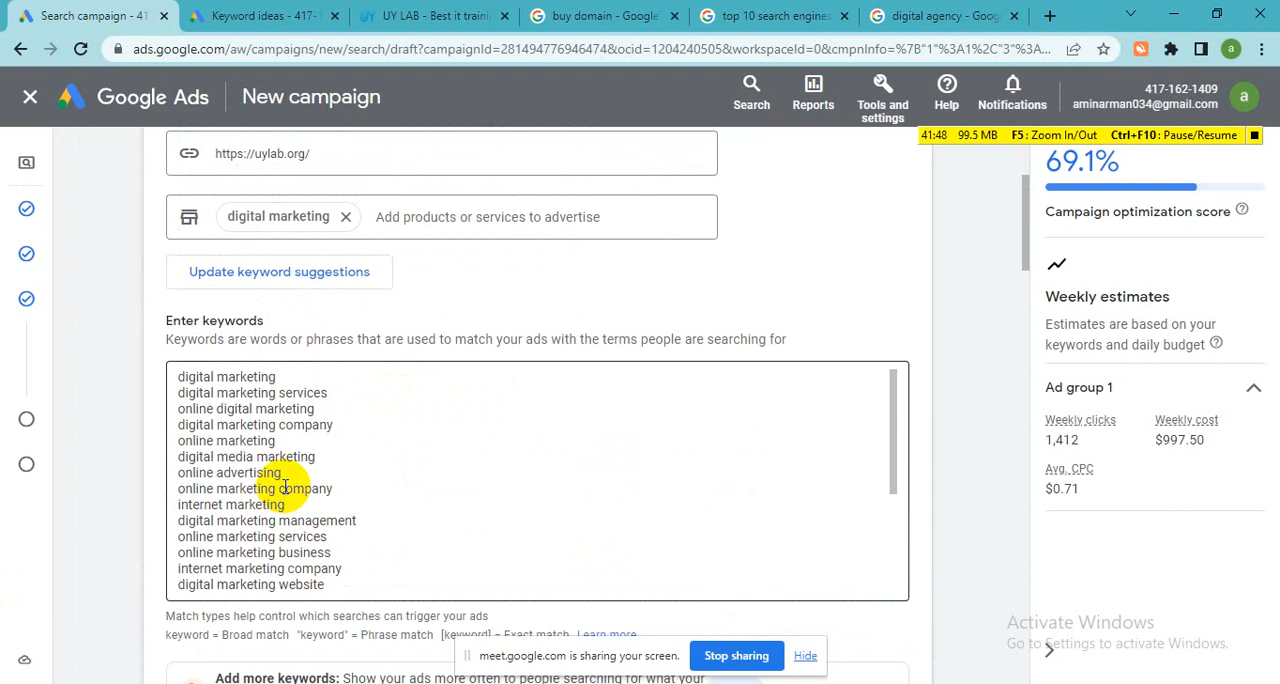 Search campaign - 41
Keyword ideas - 417-
UY LAB - Best it traini
buy domain - Google
top 10 search engines
digital agency - Goog
ads.google.com/aw/campaigns/new/search/draft?campaignId=281494776946474&ocid=1204240505&workspaceId=0&cmpnInfo=%7B"1"%3A1%2C"3"%3A...
a
Google Ads
New campaign
Search
Reports
Tools and settings
Help
Notifications
417-162-1409
aminarman034@gmail.com
a
41:48 99.5 MB F5: Zoom In/Out Ctrl+F10: Pause/Resume
https://uylab.org/
digital marketing
Add products or services to advertise
Update keyword suggestions
Enter keywords
Keywords are words or phrases that are used to match your ads with the terms people are searching for
digital marketing
digital marketing services
online digital marketing
digital marketing company
online marketing
digital media marketing
online advertising
online marketing company
internet marketing
digital marketing management
online marketing services
online marketing business
internet marketing company
digital marketing website
Match types help control which searches can trigger your ads
keyword = Broad match "keyword" = Phrase match [keyword] = Exact match Learn more
Add more keywords: Show your ads more often to people searching for what your
meet.google.com is sharing your screen.
Stop sharing
Hide
69.1%
Campaign optimization score
Weekly estimates
Estimates are based on your
keywords and daily budget
Ad group 1
Weekly clicks Weekly cost
1,412 $997.50
Avg. CPC
$0.71
Activate Windows
Go to Settings to activate Windows.